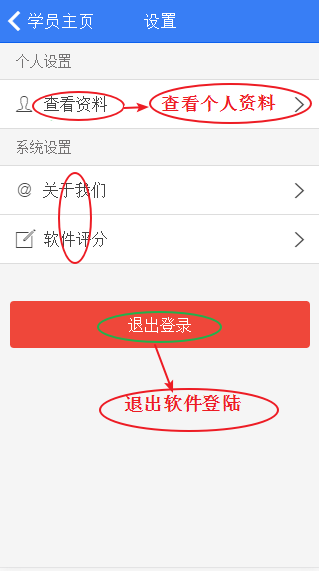 学员主页 设置
个人设置
查看资料 查看个人资料
系统设置
@ 关于我们
软件评分
退出登录
退出软件登陆